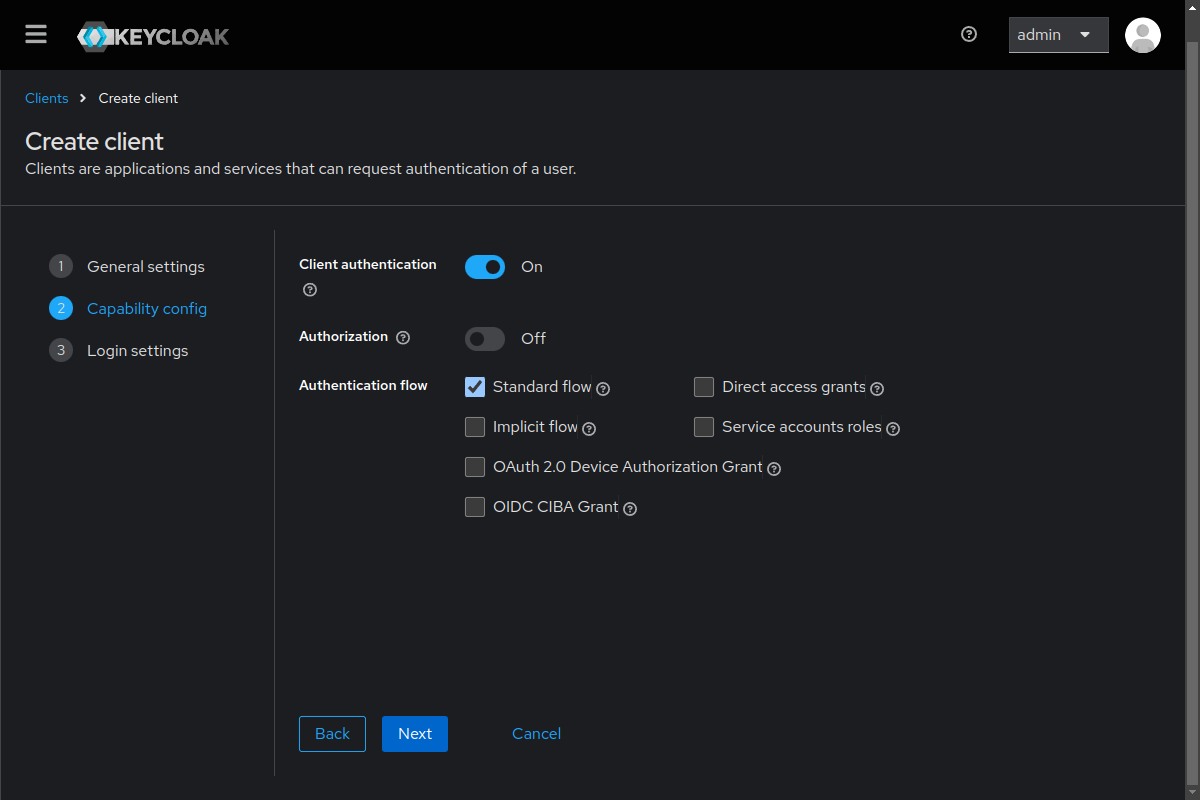 KEYCLOAK
admin
Clients
Create client
Create client
Clients are applications and services that can request authentication of a user.
1 General settings
2 Capability config
3 Login settings
Client authentication
On
Authorization
Off
Authentication flow
Standard flow
Direct access grants
Implicit flow
Service accounts roles
OAuth 2.0 Device Authorization Grant
OIDC CIBA Grant
Back
Next
Cancel